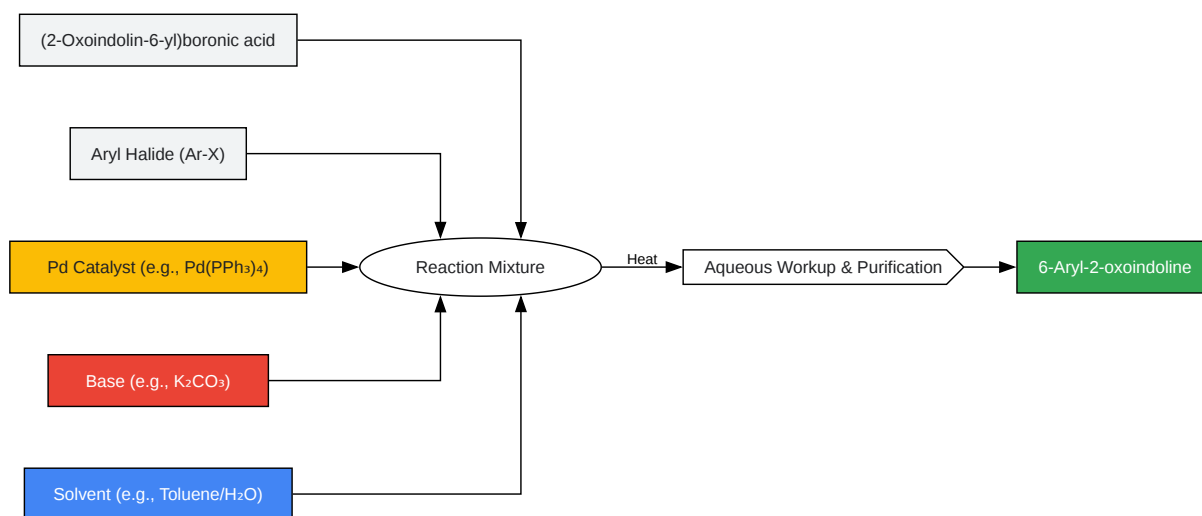 (2-Oxoindolin-6-yl)boronic acid
Aryl Halide (Ar-X)
Pd Catalyst (e.g., Pd(PPh₃)₄)
Reaction Mixture
Heat
Aqueous Workup & Purification
6-Aryl-2-oxoindoline
Base (e.g., K₂CO₃)
Solvent (e.g., Toluene/H₂O)